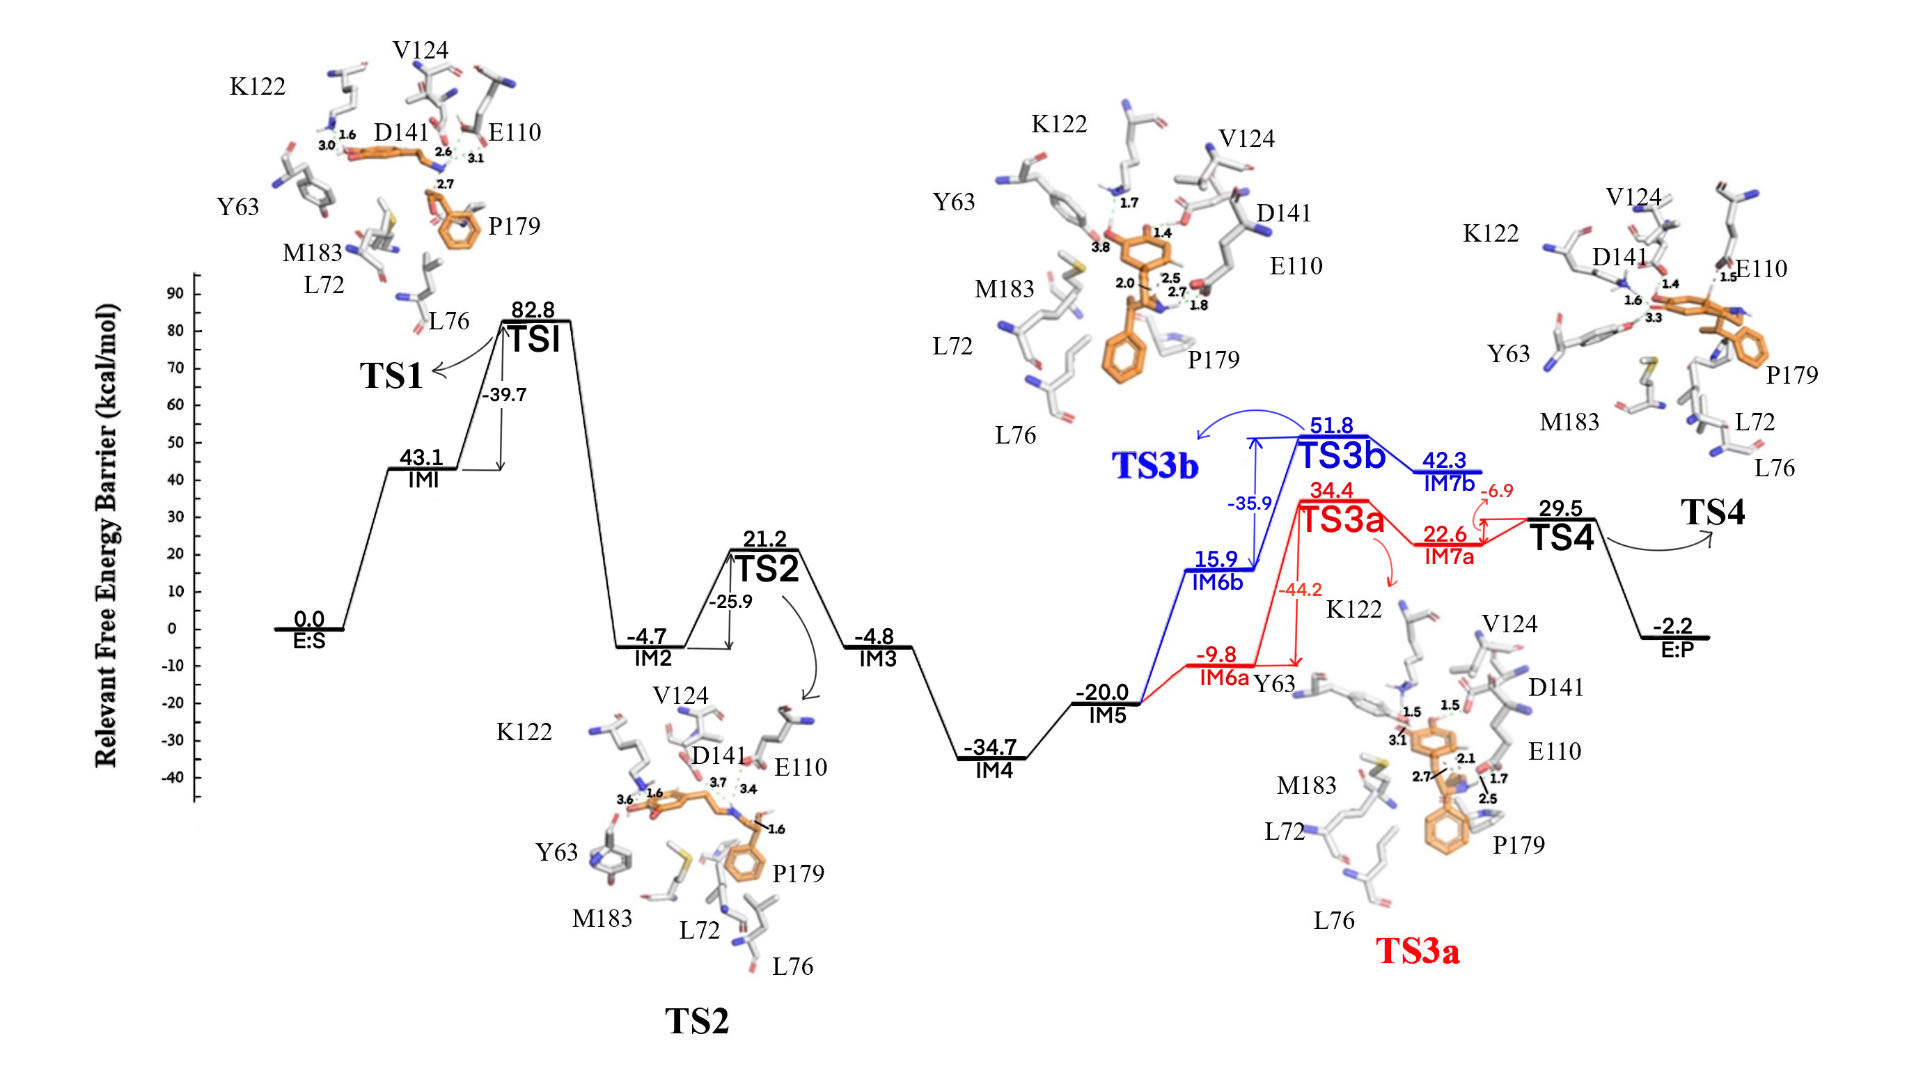 Relevant Free Energy Barrier (kcal/mol)
90
80
70
60
50
40
30
20
10
0
-10
-20
-30
-40
V124
K122
D141
E110
1.6
3.0
2.6
3.1
2.7
Y63
P179
M183
L72
L76
TS1
0.0
E:S
43.1
IMI
82.8
TSI
-39.7
-4.7
IM2
21.2
TS2
-25.9
-4.8
IM3
-34.7
IM4
-20.0
IM5
15.9
IM6b
-35.9
51.8
TS3b
42.3
IM7b
-9.8
IM6a
-44.2
34.4
TS3a
22.6
IM7a
-6.9
29.5
TS4
-2.2
E:P
V124
K122
D141
E110
3.7
3.4
3.6
1.6
1.6
Y63
P179
M183
L72
L76
TS2
K122
V124
Y63
1.7
D141
3.8
1.4
E110
M183
2.0
2.5
2.7
1.8
L72
P179
L76
TS3b
K122
V124
Y63
D141
1.5
1.5
3.1
E110
2.1
2.7
1.7
2.5
M183
L72
P179
L76
TS3a
V124
K122
D141
E110
1.5
1.4
1.6
3.3
Y63
P179
M183
L72
L76
TS4